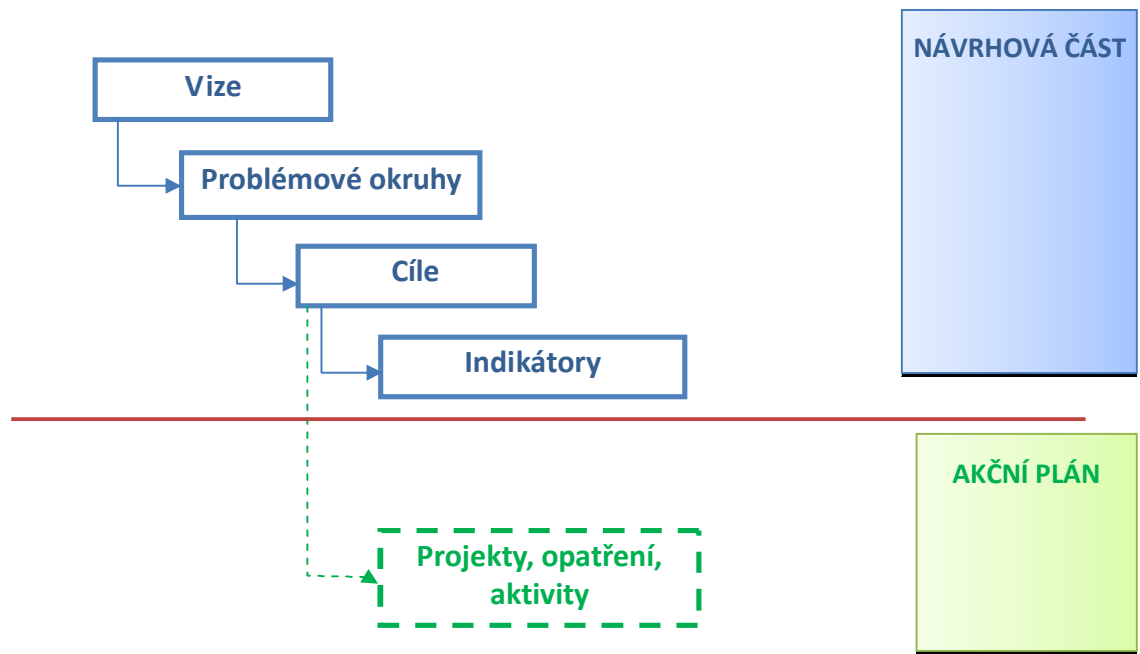 NÁVRHOVÁ ČÁST
Vize
Problémové okruhy
Cíle
Indikátory
AKČNÍ PLÁN
Projekty, opatření,
aktivity